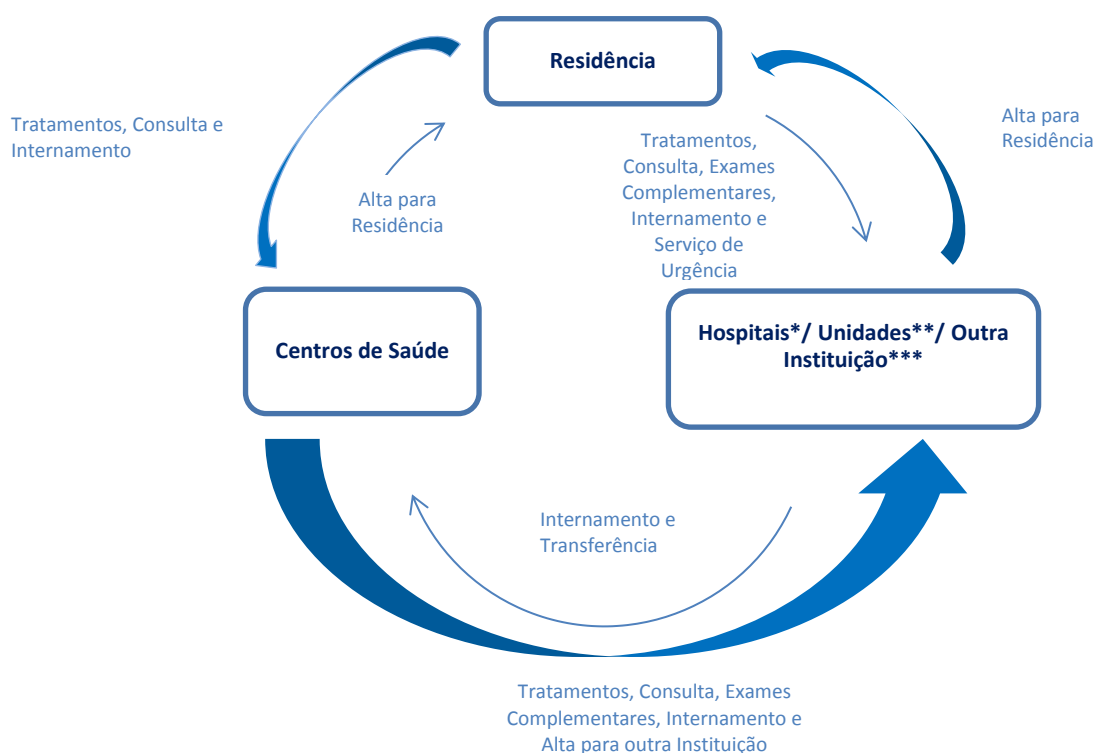 Residência
Tratamentos, Consulta e
Internamento
Alta para
Residência
Tratamentos,
Consulta, Exames
Complementares,
Internamento e
Serviço de
Urgência
Alta para
Residência
Centros de Saúde
Hospitais*/ Unidades**/ Outra
Instituição***
Internamento e
Transferência
Tratamentos, Consulta, Exames
Complementares, Internamento e
Alta para outra Instituição